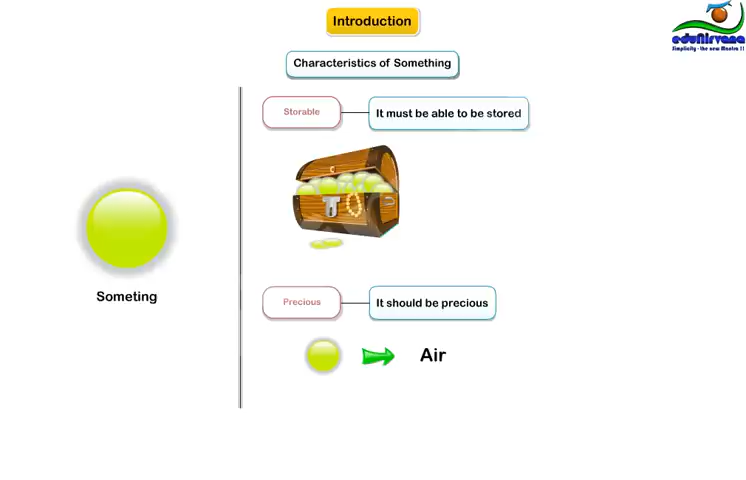 Introduction
eduNirvana
Simplicity - the new Mantra !!
Characteristics of Something
Storable
It must be able to be stored
Someting
Precious
It should be precious
Air